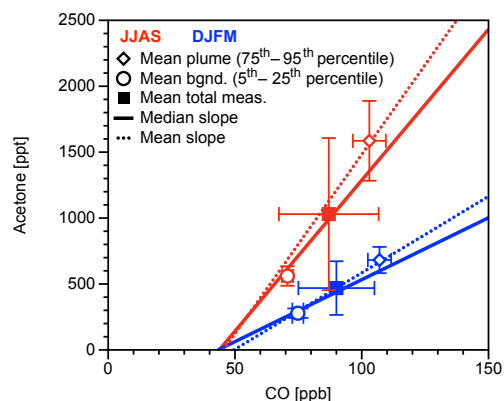 2500
2000
1500
1000
500
0
Acetone [ppt]
JJAS DJFM
Mean plume (75th–95th percentile)
Mean bgnd. (5th–25th percentile)
Mean total meas.
Median slope
Mean slope
0 50 100 150
CO [ppb]